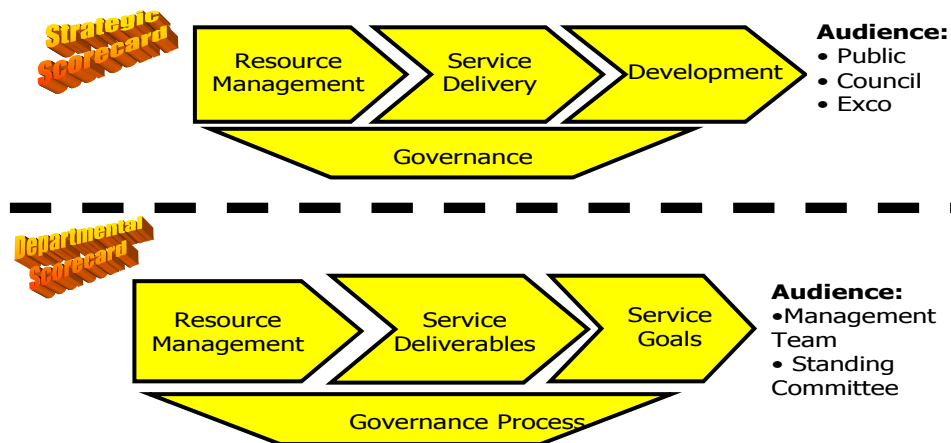 Strategic
Scorecard
Resource
Management
Service
Delivery
Development
Audience:
• Public
• Council
• Exco
Governance
Departmental
Scorecard
Resource
Management
Service
Deliverables
Service
Goals
Audience:
•Management
Team
• Standing
Committee
Governance Process